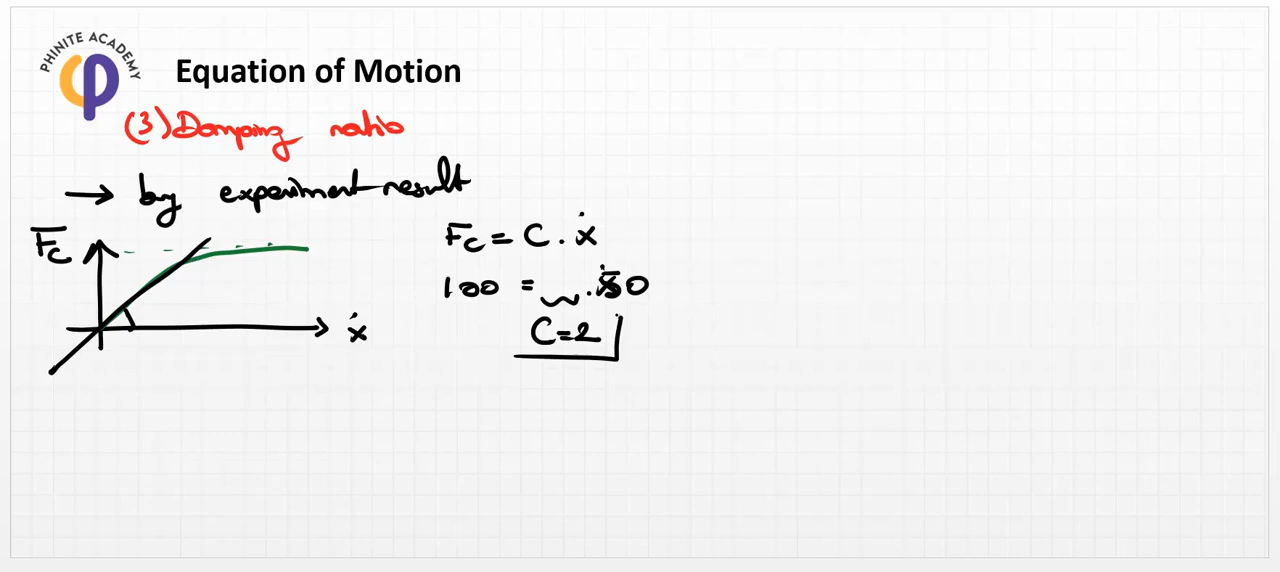 PHINITE ACADEMY
Equation of Motion
(3) Damping ratio
→ by experiment result
Fc
ẋ
Fc = C . ẋ
100 = . 50
C = 2